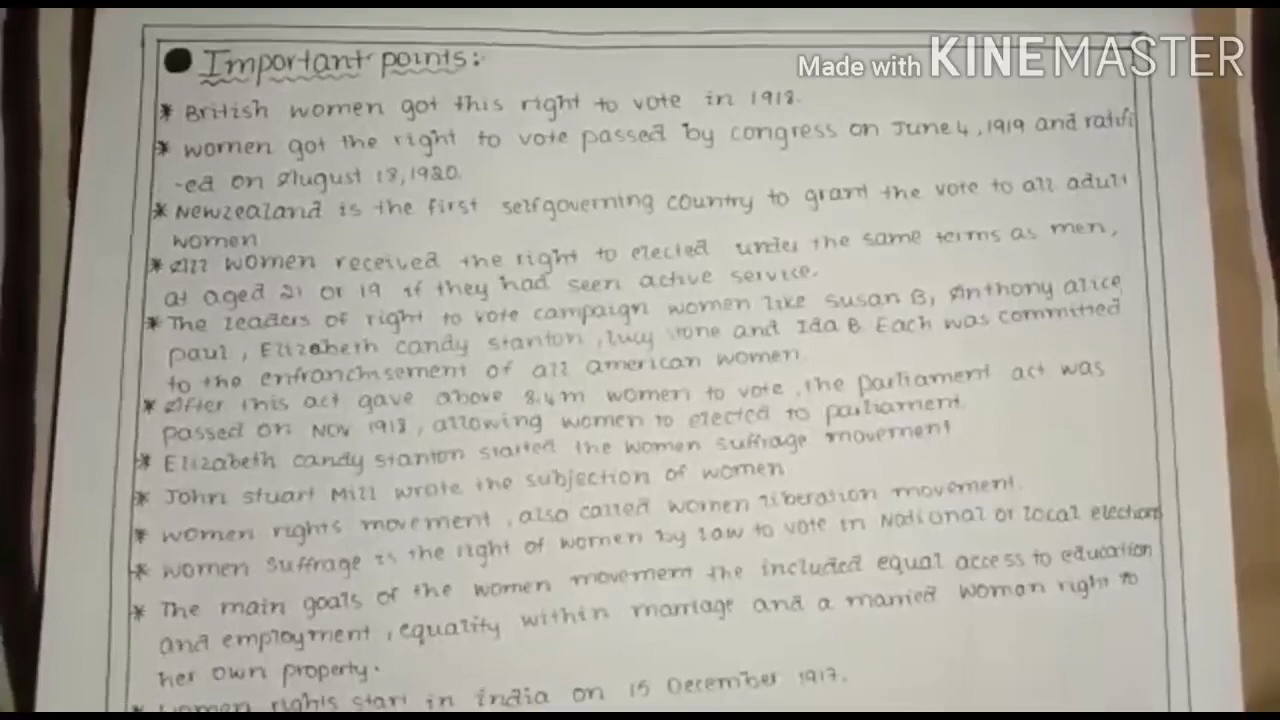 Important points:
Made with KINEMASTER
* British women got this right to vote in 1918.
* women got the right to vote passed by congress on June 4, 1919 and ratifi
-ed on August 18, 1920.
* Newzealand is the first selfgoverning country to grant the vote to all adult
women
* All women received the right to elected under the same terms as men,
at aged 21 or 19 if they had seen active service.
* The leaders of right to vote campaign women like Susan B, Anthony alice
paul, Elizabeth candy stanton, lucy stone and Ida B Each was committed
to the enfranchisement of all american women
* After this act gave above 8.4m women to vote, the parliament act was
passed on Nov 1918, allowing women to elected to parliament.
* Elizabeth candy stanton started the women suffrage movement
* John stuart Mill wrote the subjection of women
* women rights movement, also called women liberation movement.
* women suffrage is the right of women by law to vote in National or local elections
* The main goals of the women movement the included equal access to education
and employment, equality within marriage and a married woman right to
her own property.
* women rights start in india on 15 December 1917.